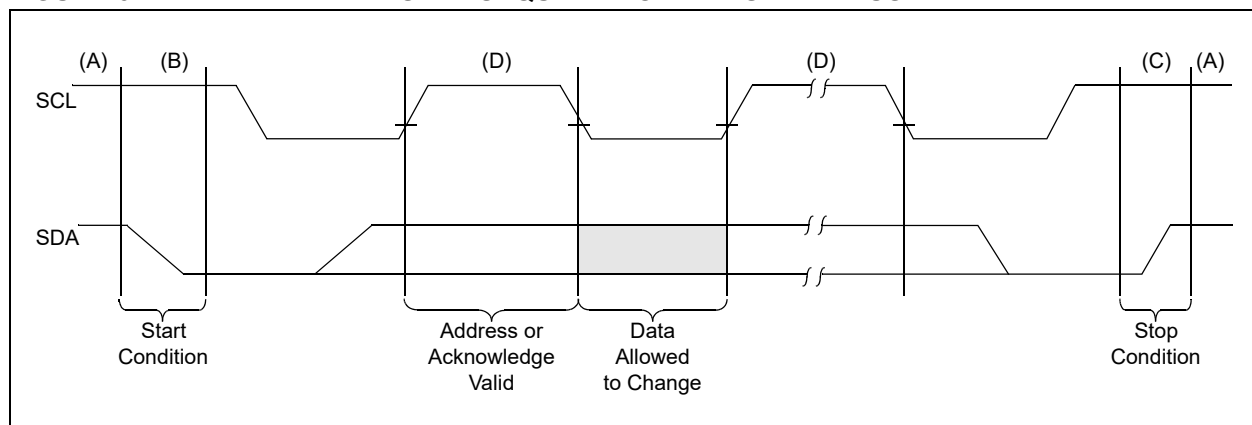 (A) (B) (D) (D) (C) (A)
SCL
SDA
Start
Condition
Address or
Acknowledge
Valid
Data
Allowed
to Change
Stop
Condition